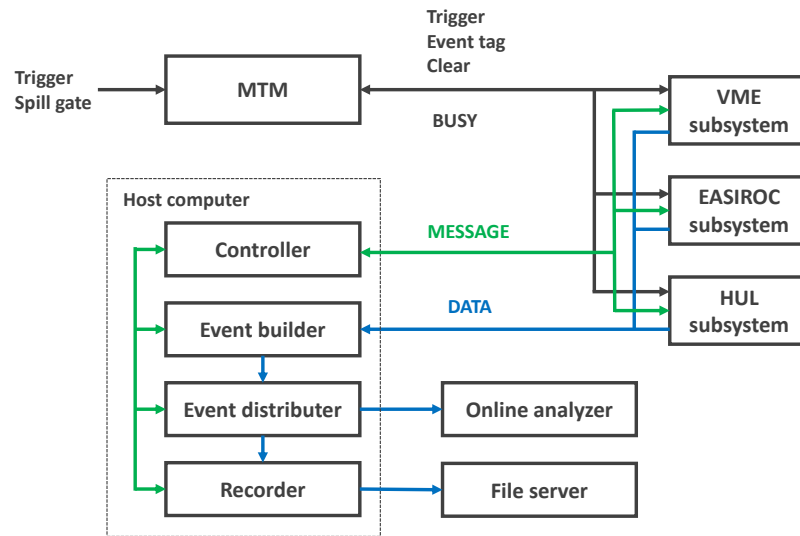 Trigger
Event tag
Clear
Trigger
Spill gate
MTM
BUSY
VME
subsystem
EASIROC
subsystem
HUL
subsystem
Host computer
Controller
MESSAGE
Event builder
DATA
Event distributer
Online analyzer
Recorder
File server